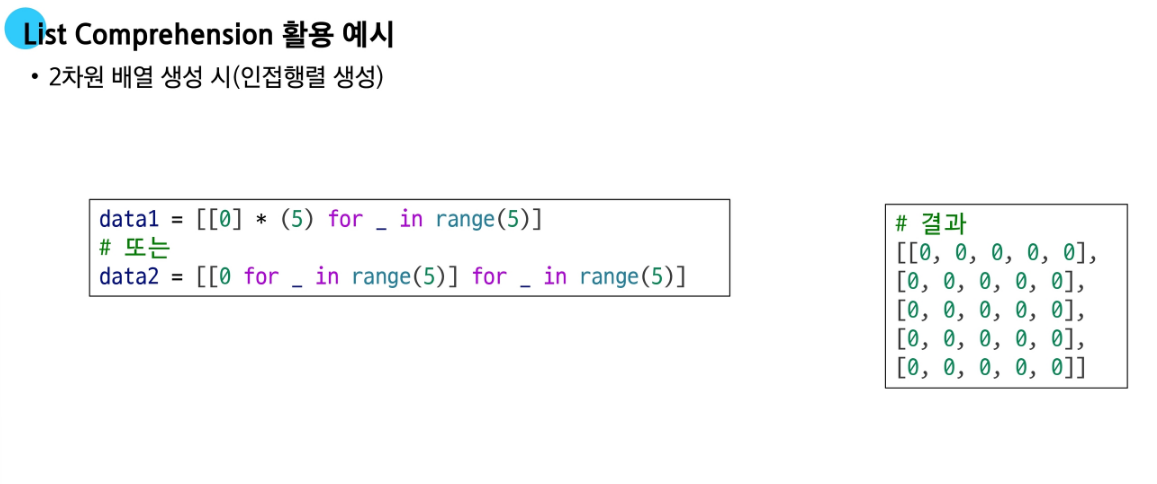 List Comprehension 활용 예시
• 2차원 배열 생성 시(인접행렬 생성)
data1 = [[0] * (5) for _ in range(5)]
# 또는
data2 = [[0 for _ in range(5)] for _ in range(5)]
# 결과
[[0, 0, 0, 0, 0],
[0, 0, 0, 0, 0],
[0, 0, 0, 0, 0],
[0, 0, 0, 0, 0],
[0, 0, 0, 0, 0]]